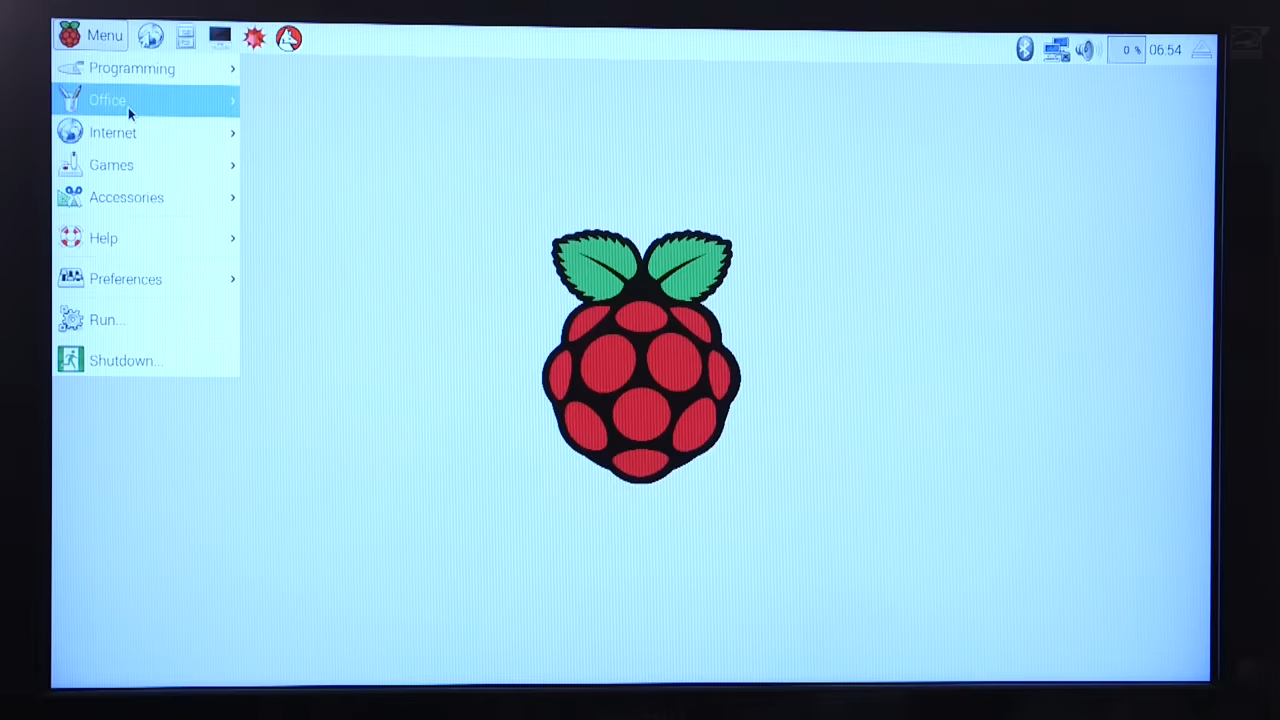 Menu
0 % 06.54
Programming
Office
Internet
Games
Accessories
Help
Preferences
Run...
Shutdown...